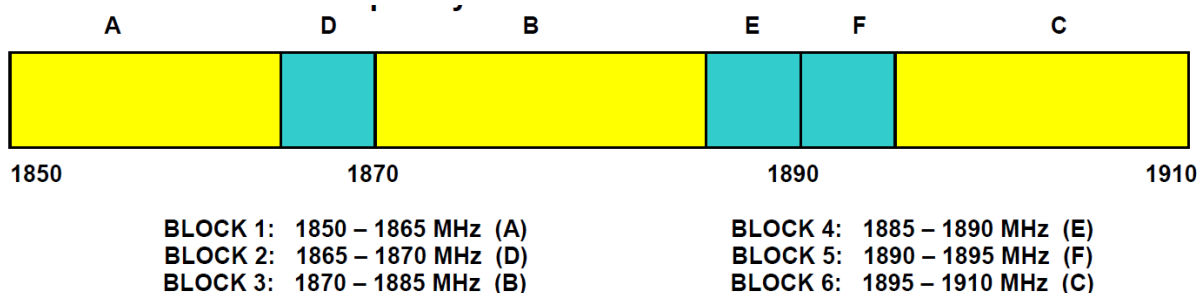 A D B E F C
1850 1870 1890 1910
BLOCK 1: 1850 – 1865 MHz (A)
BLOCK 2: 1865 – 1870 MHz (D)
BLOCK 3: 1870 – 1885 MHz (B)
BLOCK 4: 1885 – 1890 MHz (E)
BLOCK 5: 1890 – 1895 MHz (F)
BLOCK 6: 1895 – 1910 MHz (C)